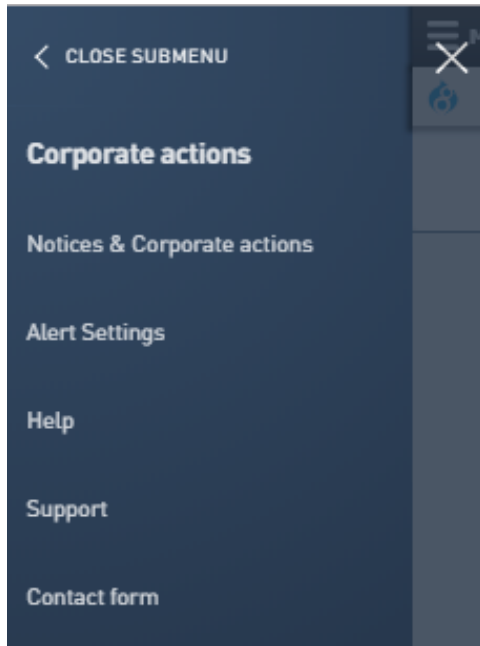 CLOSE SUBMENU
Corporate actions
Notices & Corporate actions
Alert Settings
Help
Support
Contact form